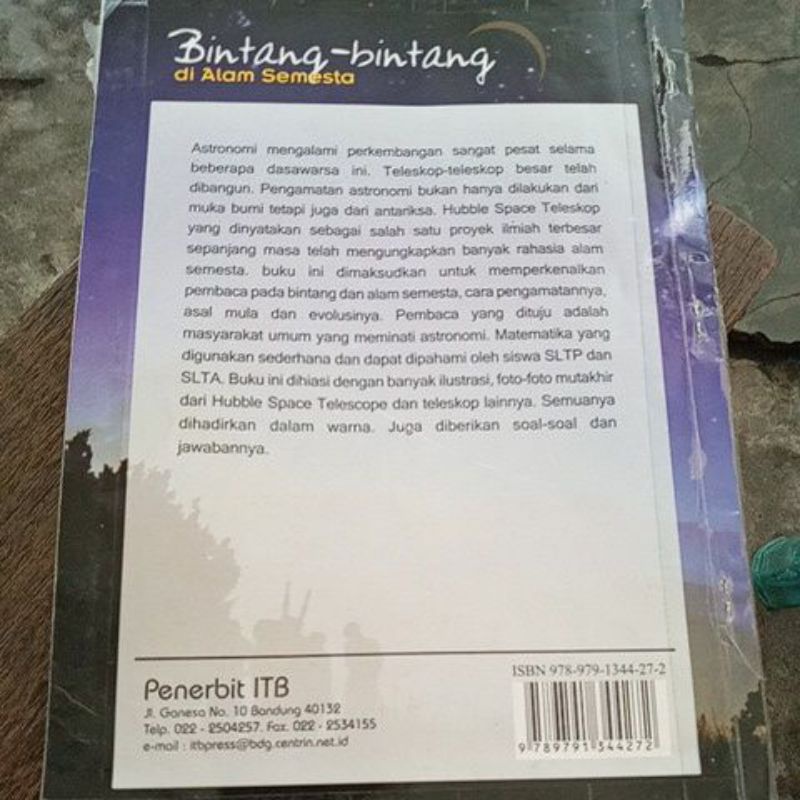 Bintang-bintang
di Alam Semesta
Astronomi mengalami perkembangan sangat pesat selama
beberapa dasawarsa ini. Teleskop-teleskop besar telah
dibangun. Pengamatan astronomi bukan hanya dilakukan dari
muka bumi tetapi juga dari antariksa. Hubble Space Teleskop
yang dinyatakan sebagai salah satu proyek ilmiah terbesar
sepanjang masa telah mengungkapkan banyak rahasia alam
semesta. buku ini dimaksudkan untuk memperkenalkan
pembaca pada bintang dan alam semesta, cara pengamatannya,
asal mula dan evolusinya. Pembaca yang dituju adalah
masyarakat umum yang meminati astronomi. Matematika yang
digunakan sederhana dan dapat dipahami oleh siswa SLTP dan
SLTA. Buku ini dihiasi dengan banyak ilustrasi, foto-foto mutakhir
dari Hubble Space Telescope dan teleskop lainnya. Semuanya
dihadirkan dalam warna. Juga diberikan soal-soal dan
jawabannya.
Penerbit ITB
Jl. Ganesa No. 10 Bandung 40132
Telp. 022 - 2504257. Fax. 022 - 2534155
e-mail : itbpress@bdg.centrin.net.id
ISBN 978-979-1344-27-2
9 789791 344272